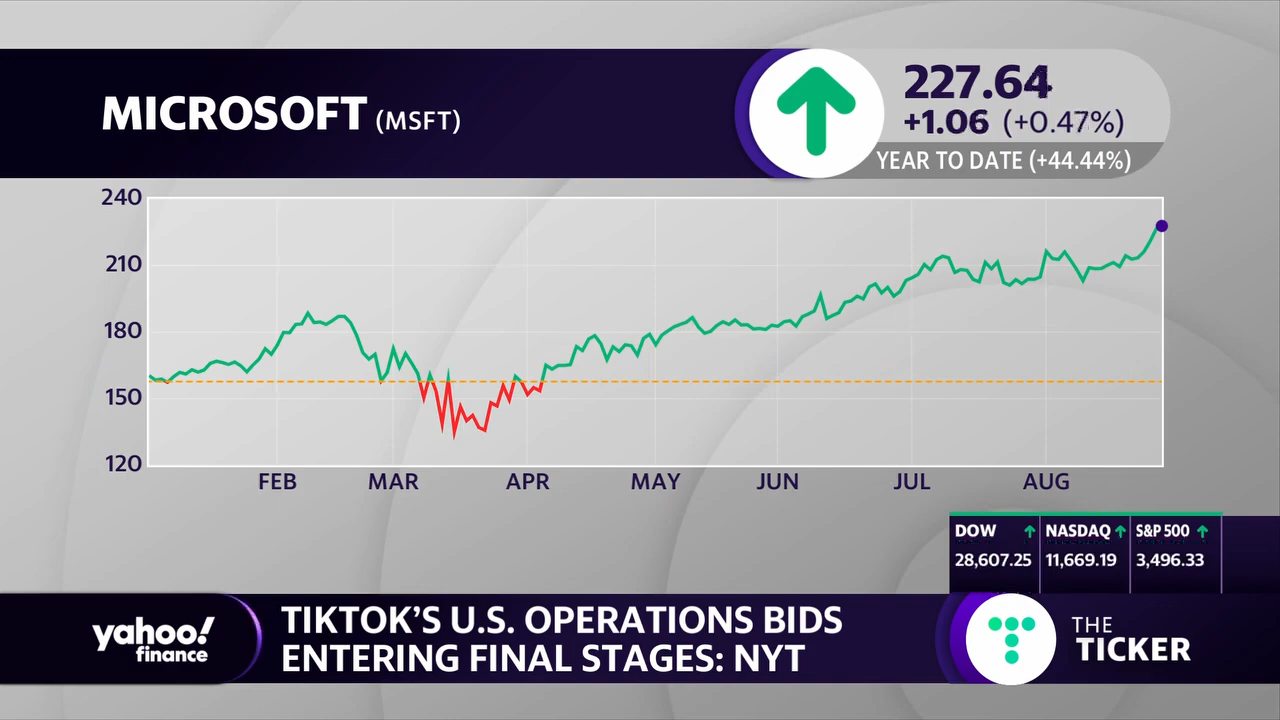 MICROSOFT (MSFT)
227.64
+1.06 (+0.47%)
YEAR TO DATE (+44.44%)
240
210
180
150
120
FEB MAR APR MAY JUN JUL AUG
DOW NASDAQ S&P 500
28,607.25 11,669.19 3,496.33
yahoo!
finance
TIKTOK'S U.S. OPERATIONS BIDS
ENTERING FINAL STAGES: NYT
THE
TICKER